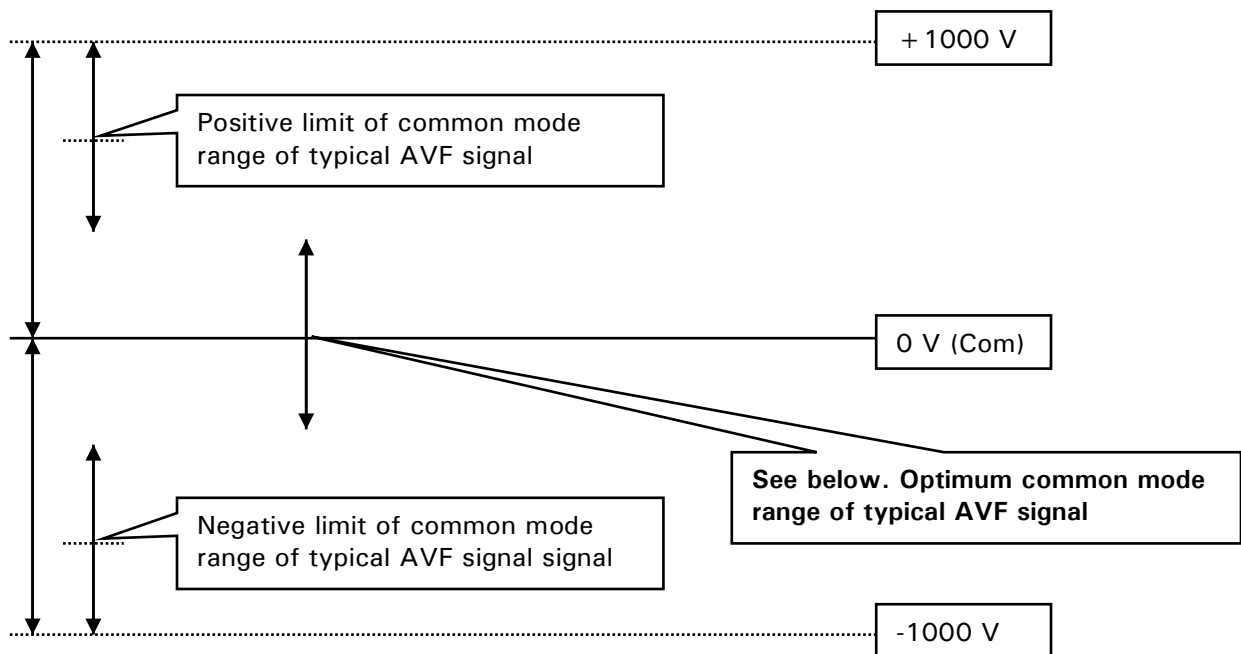 +1000 V
Positive limit of common mode
range of typical AVF signal
0 V (Com)
See below. Optimum common mode
range of typical AVF signal
Negative limit of common mode
range of typical AVF signal signal
-1000 V